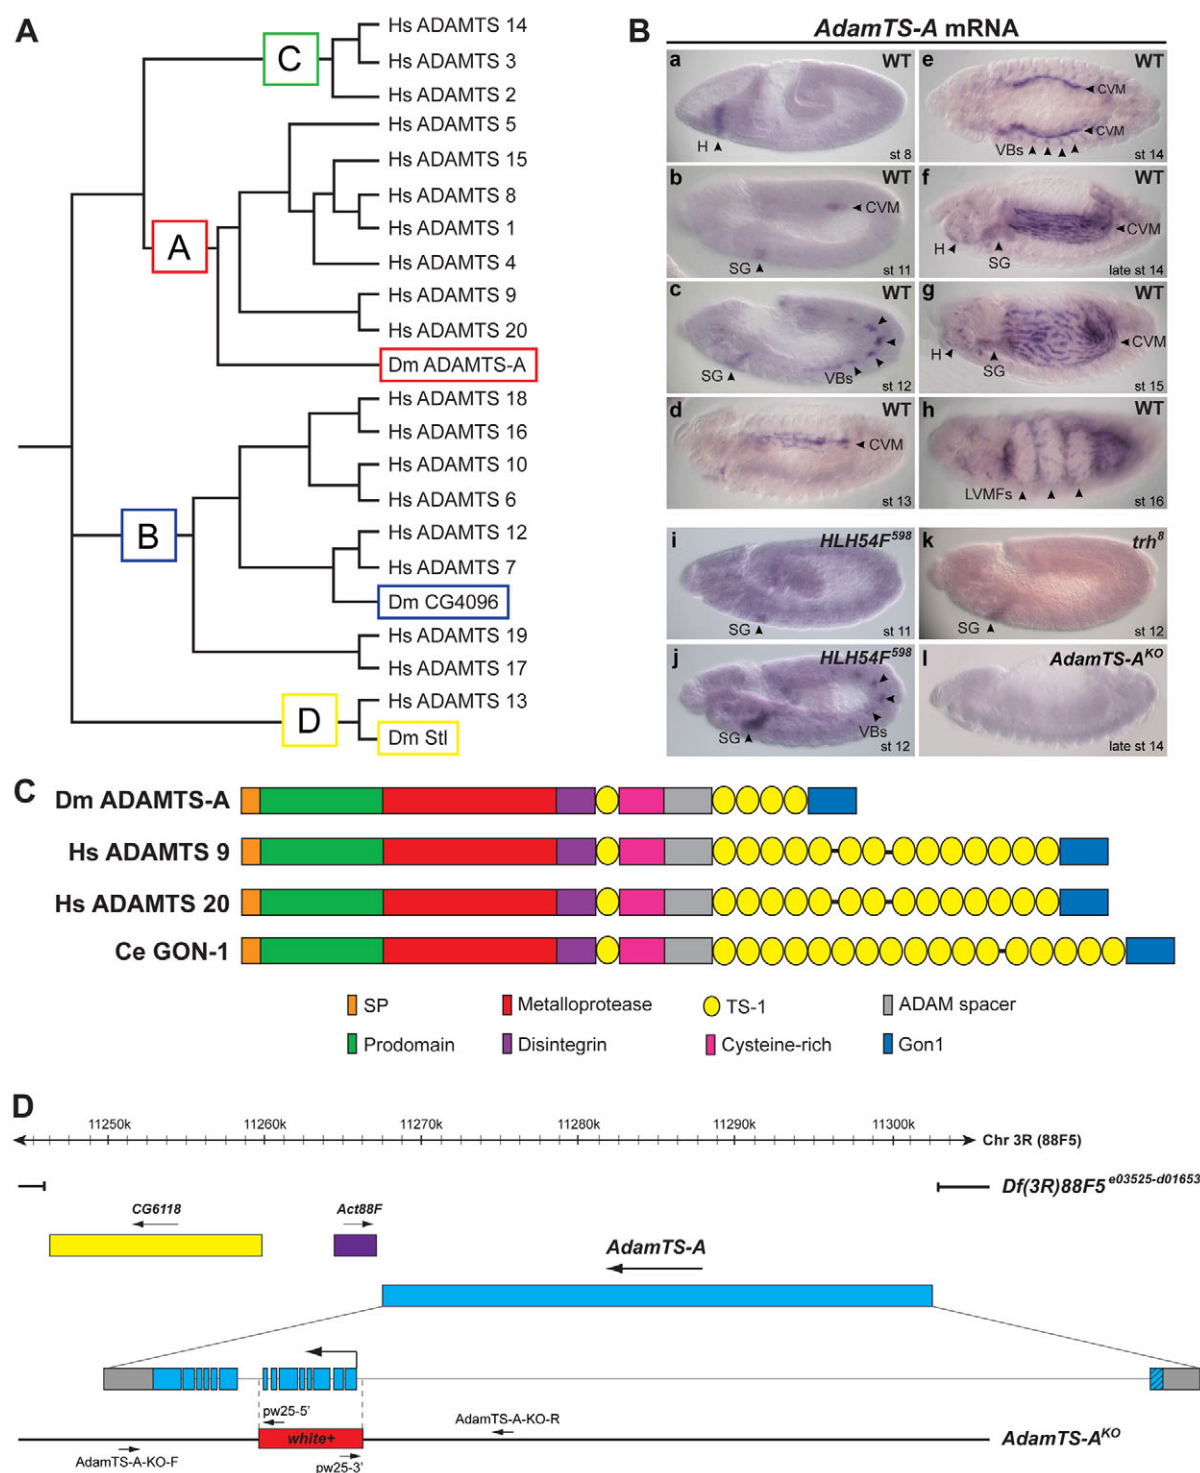 A
Hs ADAMTS 14
Hs ADAMTS 3
Hs ADAMTS 2
C
Hs ADAMTS 5
Hs ADAMTS 15
Hs ADAMTS 8
Hs ADAMTS 1
Hs ADAMTS 4
A
Hs ADAMTS 9
Hs ADAMTS 20
Dm ADAMTS-A
Hs ADAMTS 18
Hs ADAMTS 16
Hs ADAMTS 10
Hs ADAMTS 6
B
Hs ADAMTS 12
Hs ADAMTS 7
Dm CG4096
Hs ADAMTS 19
Hs ADAMTS 17
Hs ADAMTS 13
D
Dm Stl
B
AdamTS-A mRNA
a WT
H
st 8
e WT
CVM
CVM
VBs
st 14
b WT
CVM
SG
st 11
f WT
CVM
H
SG
late st 14
c WT
SG
VBs
st 12
g WT
CVM
H
SG
st 15
d WT
CVM
st 13
h WT
LVMFs
st 16
i HLH54F598
SG
st 11
k trh8
SG
st 12
j HLH54F598
SG
VBs
st 12
l AdamTS-AKO
late st 14
C
Dm ADAMTS-A
Hs ADAMTS 9
Hs ADAMTS 20
Ce GON-1
SP
Metalloprotease
TS-1
ADAM spacer
Prodomain
Disintegrin
Cysteine-rich
Gon1
D
11250k 11260k 11270k 11280k 11290k 11300k
Chr 3R (88F5)
Df(3R)88F5e03525-d01653
CG6118
Act88F
AdamTS-A
pw25-5'
AdamTS-A-KO-R
white+
AdamTS-AKO
AdamTS-A-KO-F
pw25-3'